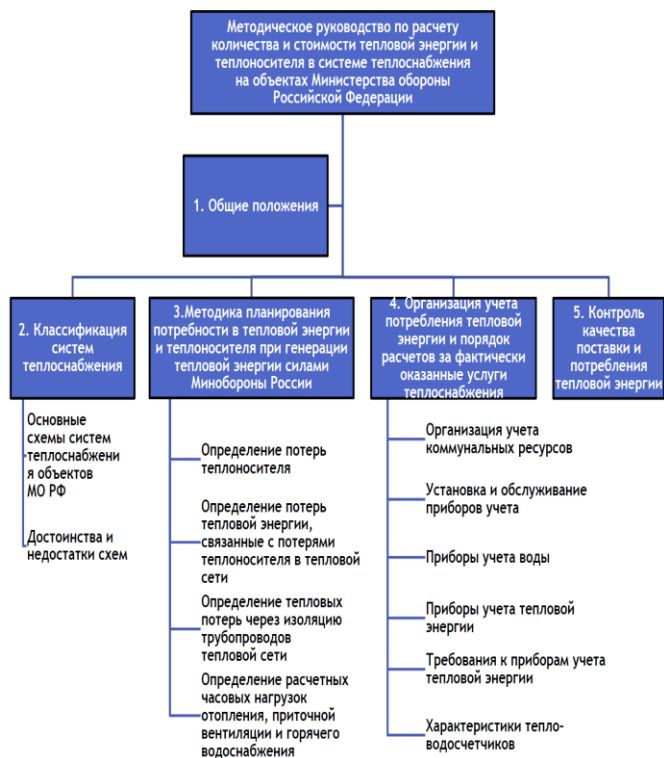 Методическое руководство по расчету
количества и стоимости тепловой энергии и
теплоносителя в системе теплоснабжения
на объектах Министерства обороны
Российской Федерации
1. Общие положения
2. Классификация
систем
теплоснабжения
Основные
схемы систем
теплоснабжени
я объектов
МО РФ
Достоинства и
недостатки схем
3.Методика планирования
потребности в тепловой энергии
и теплоносителя при генерации
тепловой энергии силами
Минобороны России
Определение потерь
теплоносителя
Определение потерь
тепловой энергии,
связанные с потерями
теплоносителя в тепловой
сети
Определение тепловых
потерь через изоляцию
трубопроводов
тепловой сети
Определение расчетных
часовых нагрузок
отопления, приточной
вентиляции и горячего
водоснабжения
4. Организация учета
потребления тепловой
энергии и порядок
расчетов за фактически
оказанные услуги
теплоснабжения
Организация учета
коммунальных ресурсов
Установка и обслуживание
приборов учета
Приборы учета воды
Приборы учета тепловой
энергии
Требования к приборам учета
тепловой энергии
Характеристики тепло-
водосчетчиков
5. Контроль
качества
поставки и
потребления
тепловой энергии